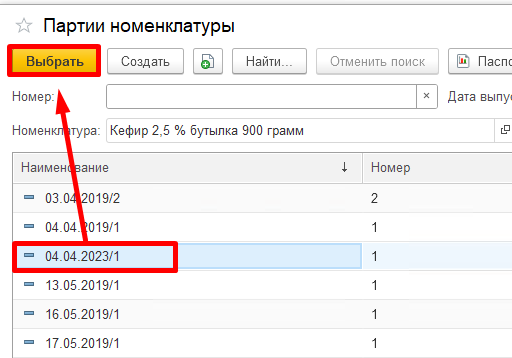 Партии номенклатуры
Выбрать Создать Найти... Отменить поиск
Номер: × Дата выпу
Номенклатура: Кефир 2,5 % бутылка 900 грамм
Наименование ↓ Номер
03.04.2019/2 2
04.04.2019/1 1
04.04.2023/1 1
13.05.2019/1 1
16.05.2019/1 1
17.05.2019/1 1